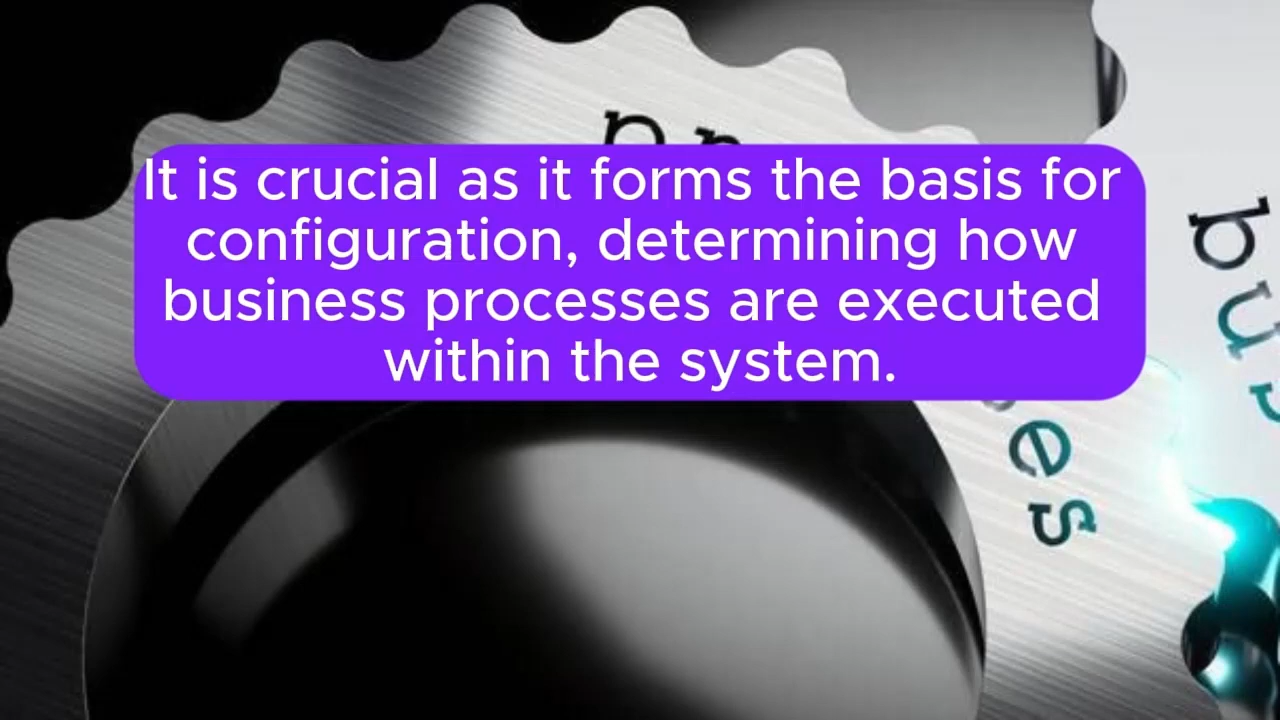 It is crucial as it forms the basis for
configuration, determining how
business processes are executed
within the system.